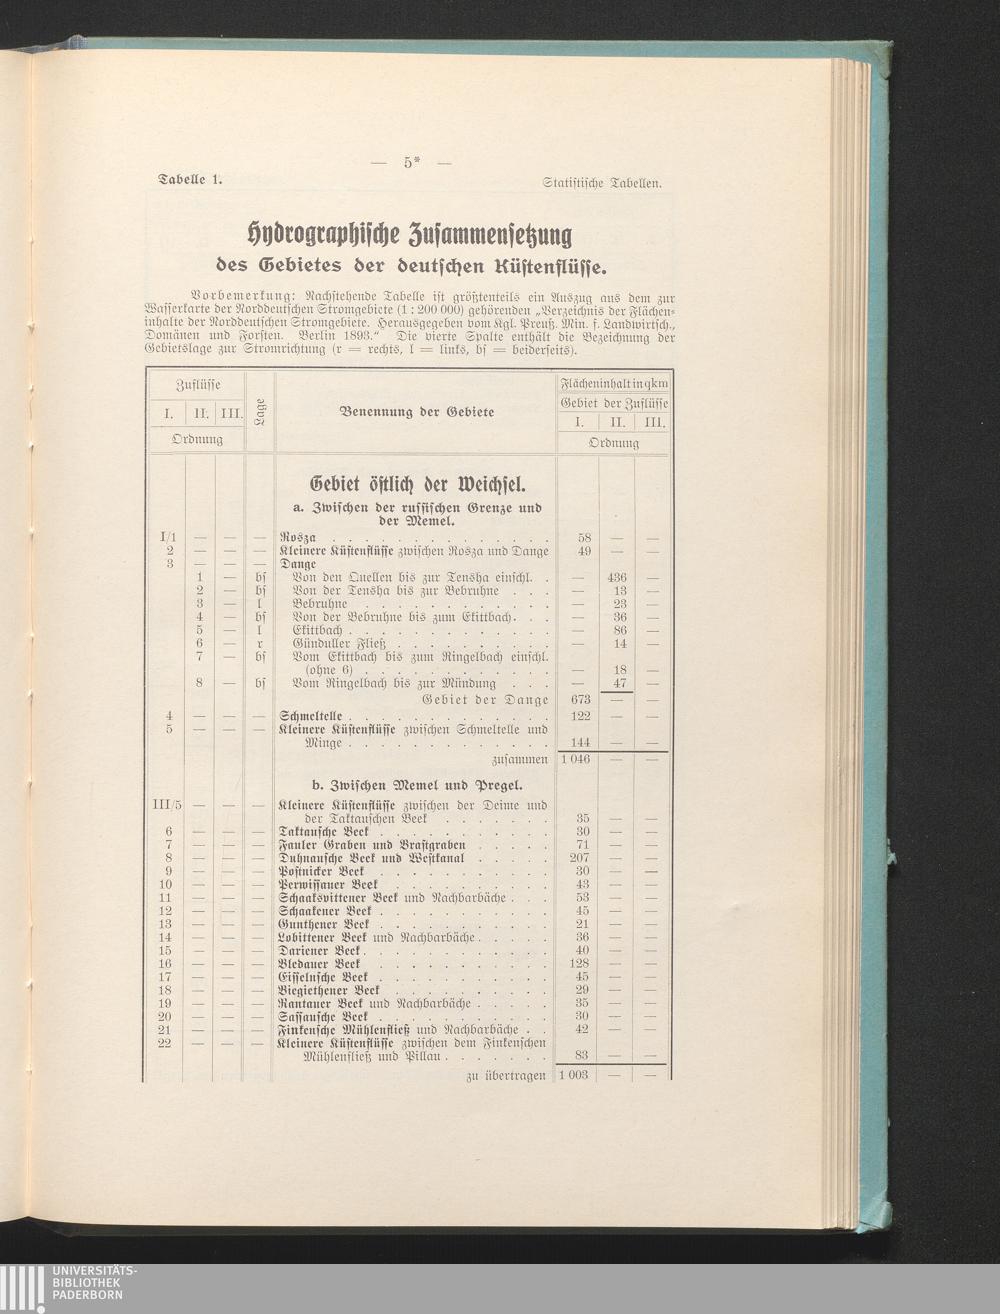 — 5* —
Tabelle 1. Statistische Tabellen.
Hydrographische Zusammensetzung
des Gebietes der deutschen Küstenflüsse.
Vorbemerkung: Nachstehende Tabelle ist größtenteils ein Auszug aus dem zur
Wasserkarte der Norddeutschen Stromgebiete (1 : 200 000) gehörenden „Verzeichnis der Flächen-
inhalte der Norddeutschen Stromgebiete. Herausgegeben vom Kgl. Preuß. Min. f. Landwirtsch.,
Domänen und Forsten. Berlin 1893.“ Die vierte Spalte enthält die Bezeichnung der
Gebietslage zur Stromrichtung (r = rechts, l = links, bs = beiderseits).
Zuflüsse Lage Benennung der Gebiete Flächeninhalt in qkm
Gebiet der Zuflüsse
I. II. III. I. II. III.
Ordnung Ordnung
Gebiet östlich der Weichsel.
a. Zwischen der russischen Grenze und
der Memel.
I/1 — — — Rosza . . . . . . . . . . . . . . 58 — —
2 — — — Kleinere Küstenflüsse zwischen Rosza und Dange 49 — —
3 — — — Dange
1 — bs Von den Quellen bis zur Tensha einschl. . — 436 —
2 — bs Von der Tensha bis zur Bebruhne . . . — 13 —
3 — l Bebruhne . . . . . . . . . . . . — 23 —
4 — bs Von der Bebruhne bis zum Ekittbach . . . — 36 —
5 — l Ekittbach . . . . . . . . . . . . . — 86 —
6 — r Günduller Fließ . . . . . . . . . . — 14 —
7 — bs Vom Ekittbach bis zum Ringelbach einschl.
(ohne 6) . . . . . . . . . . . . — 18 —
8 — bs Vom Ringelbach bis zur Mündung . . . — 47 —
Gebiet der Dange 673 — —
4 — — — Schmeltelle . . . . . . . . . . . . . 122 — —
5 — — — Kleinere Küstenflüsse zwischen Schmeltelle und
Minge . . . . . . . . . . . . . 144 — —
zusammen 1 046 — —
b. Zwischen Memel und Pregel.
III/5 — — — Kleinere Küstenflüsse zwischen der Deime und
der Taktauschen Beek . . . . . . . 35 — —
6 — — — Taktausche Beek . . . . . . . . . . . 30 — —
7 — — — Fauler Graben und Brastgraben . . . . . 71 — —
8 — — — Duhnausche Beek und Westkanal . . . . . 207 — —
9 — — — Postnicker Beek . . . . . . . . . . . 30 — —
10 — — — Perwissauer Beek . . . . . . . . . . 43 — —
11 — — — Schaaksvittener Beek und Nachbarbäche . . . 53 — —
12 — — — Schaakener Beek . . . . . . . . . . . 45 — —
13 — — — Gunthener Beek . . . . . . . . . . . 21 — —
14 — — — Lobittener Beek und Nachbarbäche . . . . . 36 — —
15 — — — Dariener Beek . . . . . . . . . . . . 40 — —
16 — — — Bledauer Beek . . . . . . . . . . . 128 — —
17 — — — Eisselnsche Beek . . . . . . . . . . . 45 — —
18 — — — Biegiethener Beek . . . . . . . . . . 29 — —
19 — — — Rantauer Beek und Nachbarbäche . . . . . 35 — —
20 — — — Sassausche Beek . . . . . . . . . . . 30 — —
21 — — — Finkensche Mühlenfließ und Nachbarbäche . . 42 — —
22 — — — Kleinere Küstenflüsse zwischen dem Finkenschen
Mühlenfließ und Pillau . . . . . . . 83 — —
zu übertragen 1 003 — —
UNIVERSITÄTS-
BIBLIOTHEK
PADERBORN